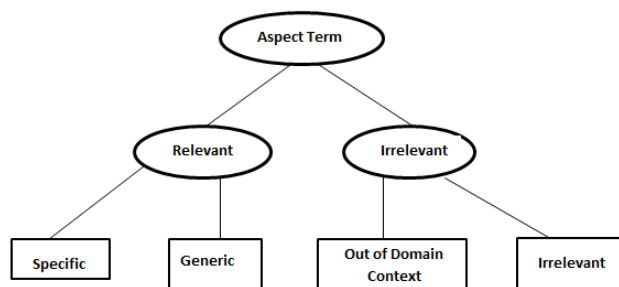 Aspect Term
Relevant
Irrelevant
Specific
Generic
Out of Domain
Context
Irrelevant